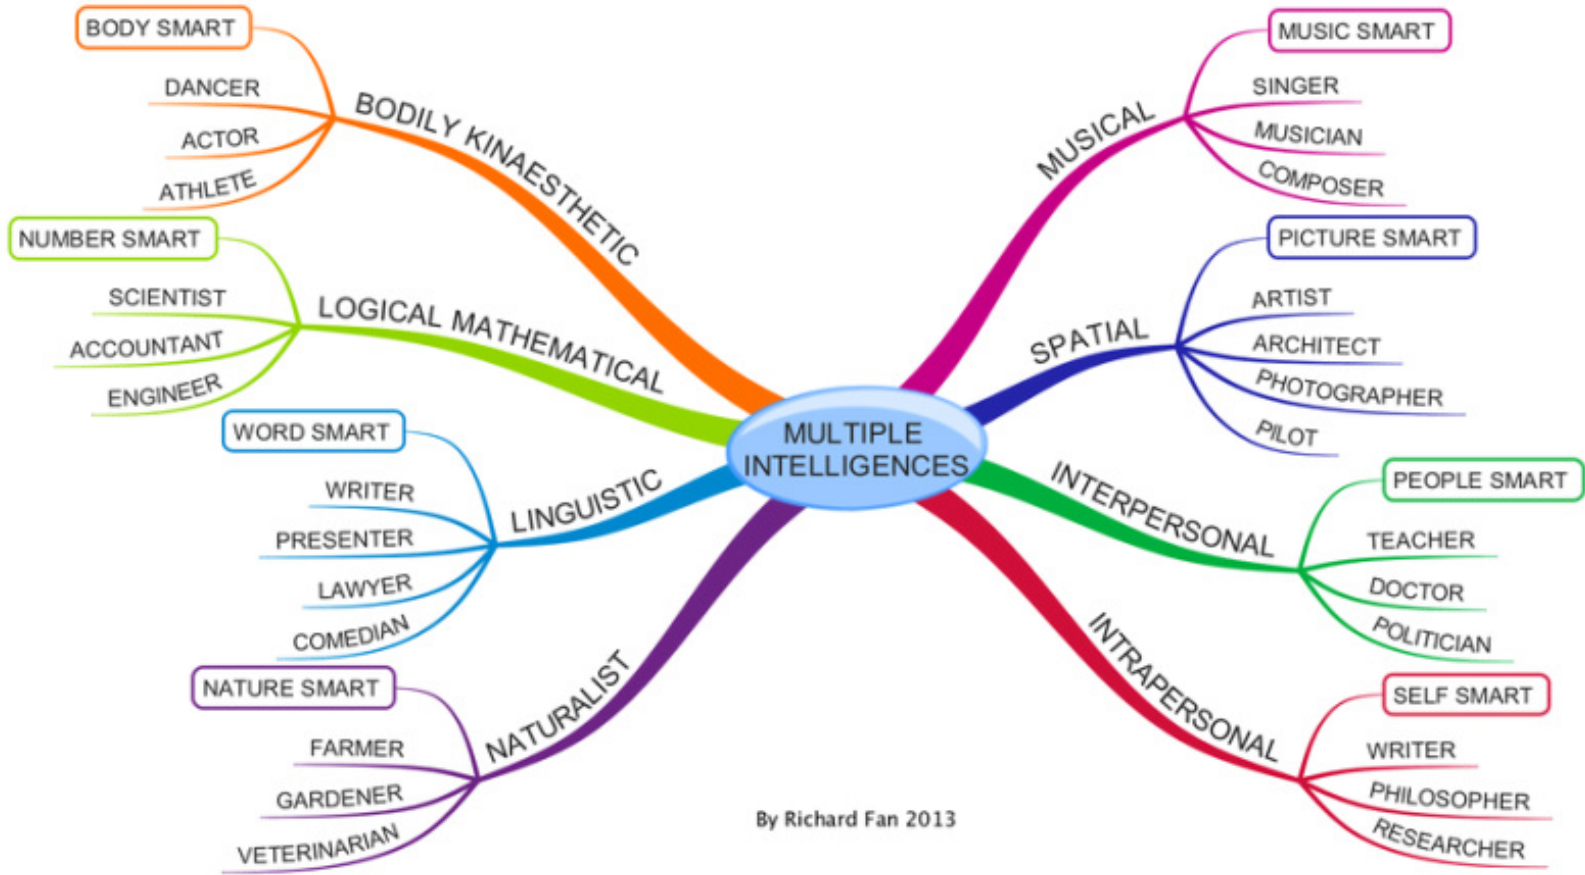 MULTIPLE
INTELLIGENCES
BODILY KINAESTHETIC
BODY SMART
DANCER
ACTOR
ATHLETE
LOGICAL MATHEMATICAL
NUMBER SMART
SCIENTIST
ACCOUNTANT
ENGINEER
LINGUISTIC
WORD SMART
WRITER
PRESENTER
LAWYER
COMEDIAN
NATURALIST
NATURE SMART
FARMER
GARDENER
VETERINARIAN
MUSICAL
MUSIC SMART
SINGER
MUSICIAN
COMPOSER
SPATIAL
PICTURE SMART
ARTIST
ARCHITECT
PHOTOGRAPHER
PILOT
INTERPERSONAL
PEOPLE SMART
TEACHER
DOCTOR
POLITICIAN
INTRAPERSONAL
SELF SMART
WRITER
PHILOSOPHER
RESEARCHER
By Richard Fan 2013